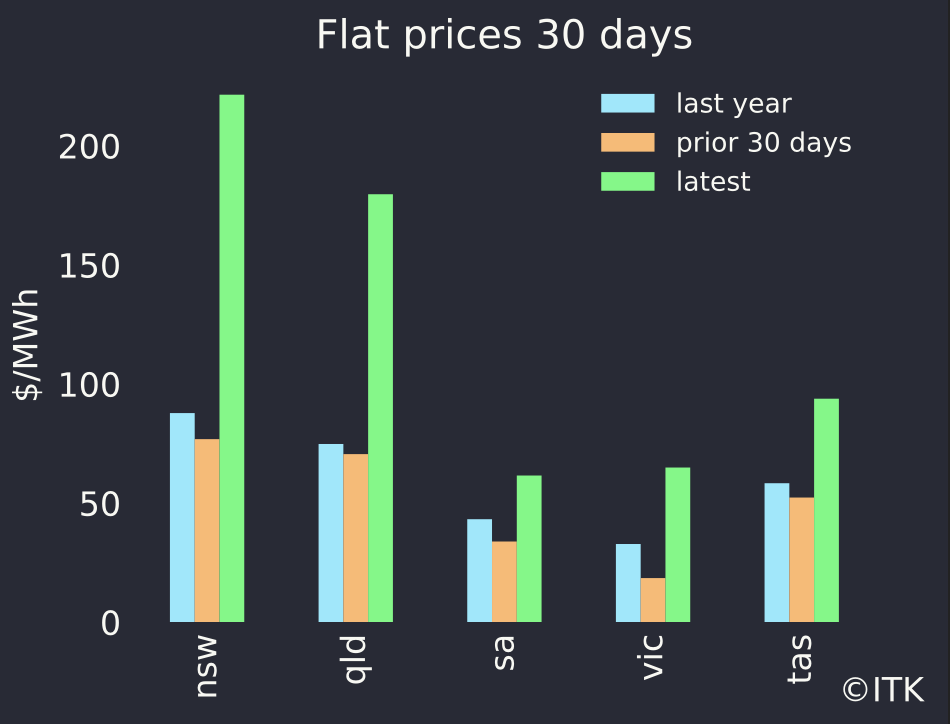 Flat prices 30 days
last year
prior 30 days
latest
$/MWh
200
150
100
50
0
nsw
qld
sa
vic
tas
©ITK